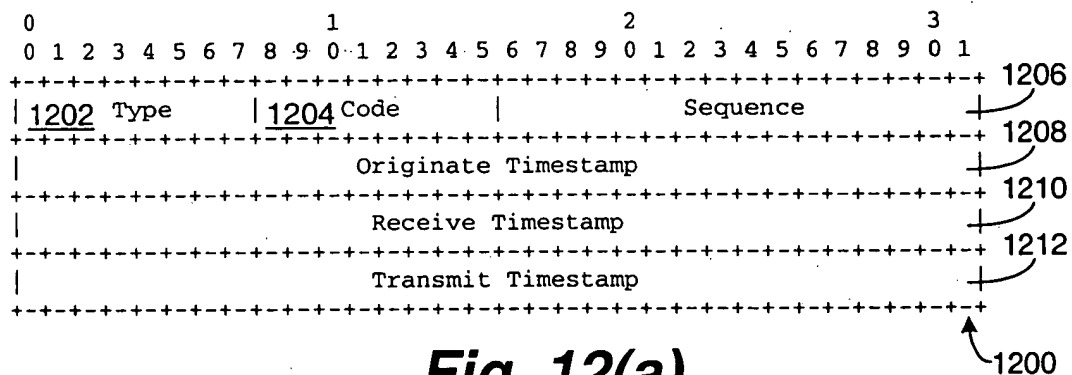 0 1 2 3
0 1 2 3 4 5 6 7 8 9 0 1 2 3 4 5 6 7 8 9 0 1 2 3 4 5 6 7 8 9 0 1
+-+-+-+-+-+-+-+-+-+-+-+-+-+-+-+-+-+-+-+-+-+-+-+-+-+-+-+-+-+-+-+-+ 1206
| 1202 Type | 1204 Code | Sequence |
+-+-+-+-+-+-+-+-+-+-+-+-+-+-+-+-+-+-+-+-+-+-+-+-+-+-+-+-+-+-+-+-+ 1208
| Originate Timestamp |
+-+-+-+-+-+-+-+-+-+-+-+-+-+-+-+-+-+-+-+-+-+-+-+-+-+-+-+-+-+-+-+-+ 1210
| Receive Timestamp |
+-+-+-+-+-+-+-+-+-+-+-+-+-+-+-+-+-+-+-+-+-+-+-+-+-+-+-+-+-+-+-+-+ 1212
| Transmit Timestamp |
+-+-+-+-+-+-+-+-+-+-+-+-+-+-+-+-+-+-+-+-+-+-+-+-+-+-+-+-+-+-+-+-+
1200
Fig. 12(a)